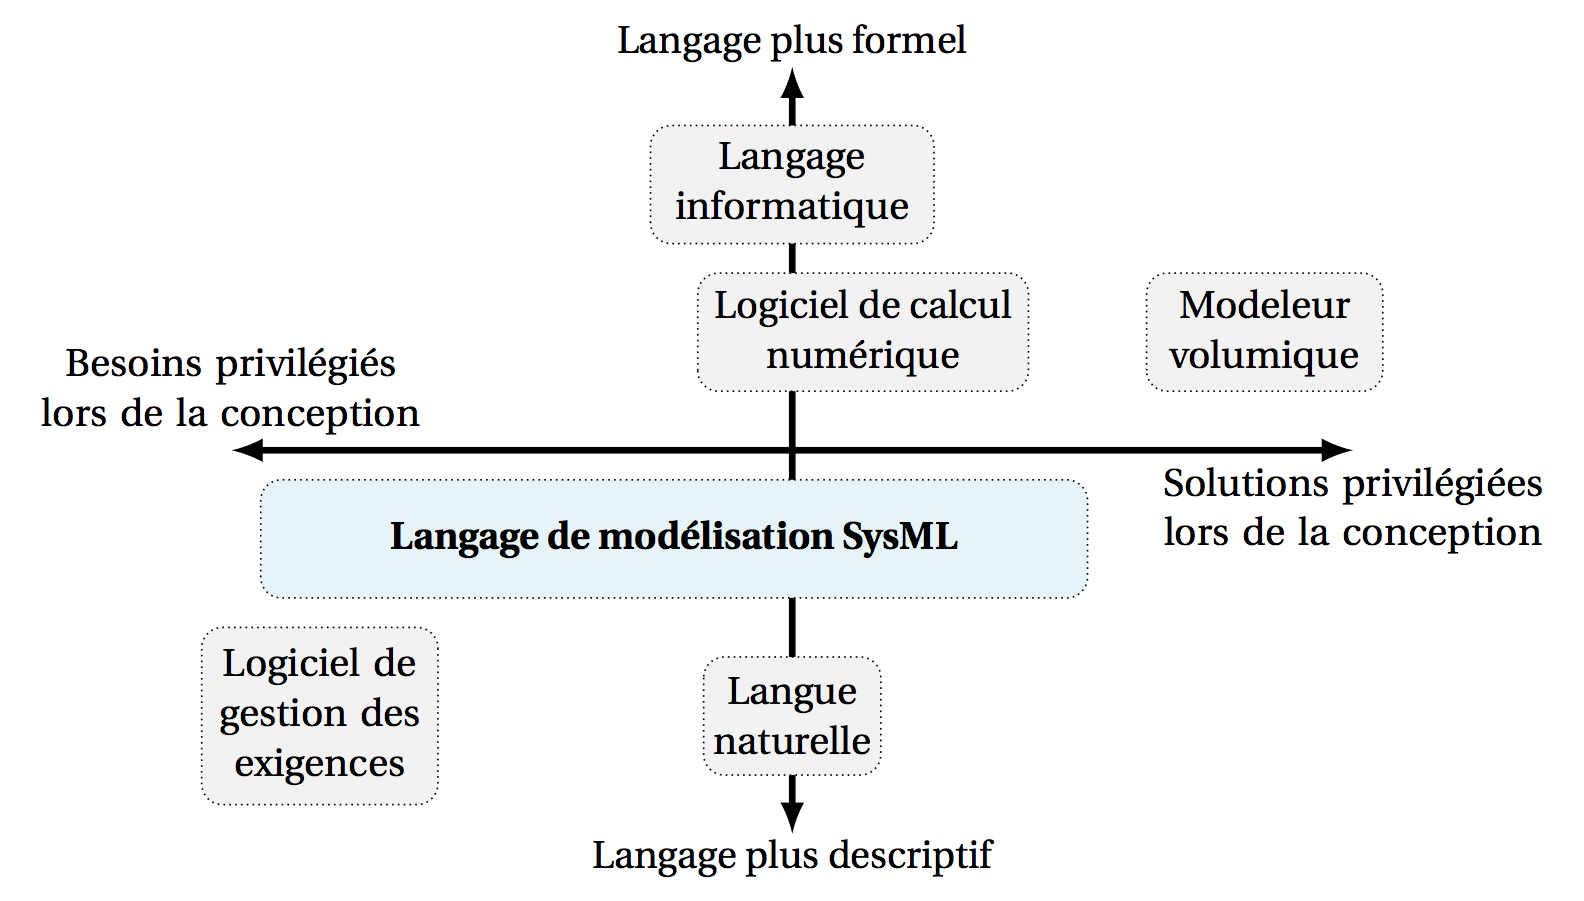 Langage plus formel
Langage
informatique
Logiciel de calcul
numérique
Modeleur
volumique
Besoins privilégiés
lors de la conception
Solutions privilégiées
lors de la conception
Langage de modélisation SysML
Logiciel de
gestion des
exigences
Langue
naturelle
Langage plus descriptif